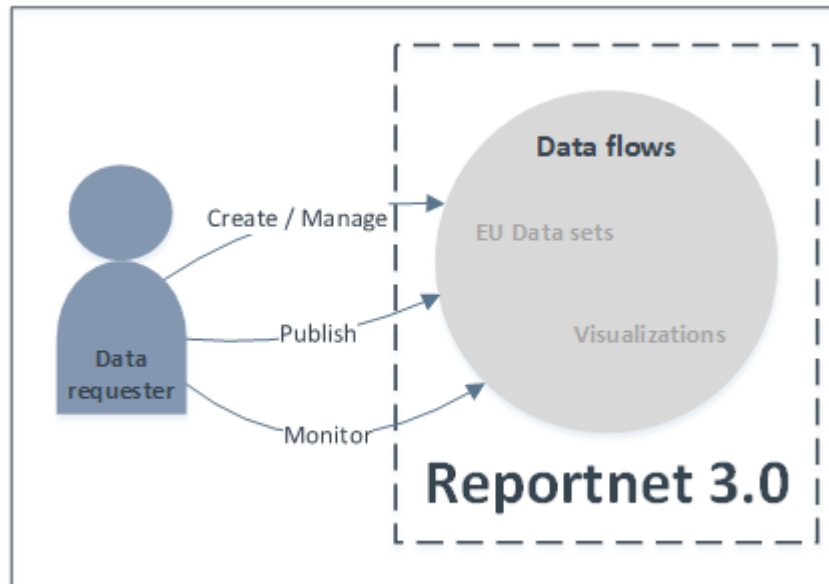 Data flows
Create / Manage
EU Data sets
Publish
Visualizations
Data
requester
Monitor
Reportnet 3.0